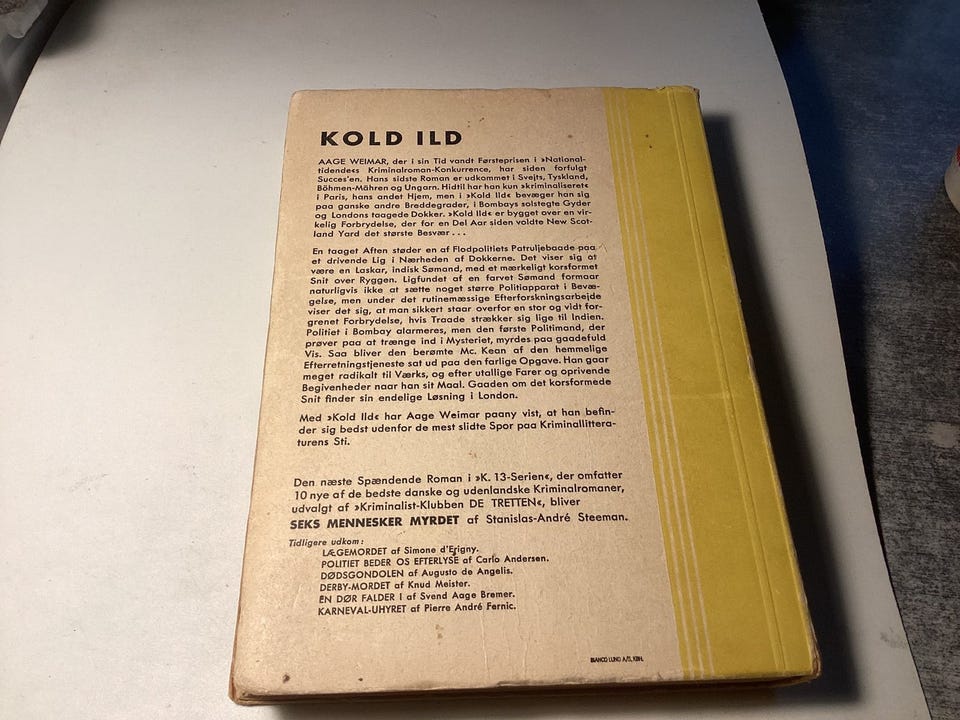 KOLD ILD
AAGE WEIMAR, der i sin Tid vandt Førsteprisen i »National-
tidende«s Kriminalroman-Konkurrence, har siden forfulgt
Succes'en. Hans sidste Roman er udkommet i Svejts, Tyskland,
Böhmen-Mähren og Ungarn. Hidtil har han kun »kriminaliseret«
i Paris, hans andet Hjem, men i »Kold Ild« bevæger han sig
paa ganske andre Breddegrader, i Bombays solstegte Gyder
og Londons taagede Dokker. »Kold Ild« er bygget over en vir-
kelig Forbrydelse, der for en Del Aar siden voldte New Scot-
land Yard det største Besvær...
En taaget Aften støder en af Flodpolitiets Patruljebaade paa
et drivende Lig i Nærheden af Dokkerne. Det viser sig at
være en Laskar, indisk Sømand, med et mærkeligt korsformet
Snit over Ryggen. Ligfundet af en farvet Sømand formaar
naturligvis ikke at sætte noget større Politiapparat i Bevæ-
gelse, men under det rutinemæssige Efterforskningsarbejde
viser det sig, at man sikkert staar overfor en stor og vidt for-
grenet Forbrydelse, hvis Traade strækker sig lige til Indien.
Politiet i Bombay alarmeres, men den første Politimand, der
prøver paa at trænge ind i Mysteriet, myrdes paa gaadefuld
Vis. Saa bliver den berømte Mc. Kean af den hemmelige
Efterretningstjeneste sat ud paa den farlige Opgave. Han gaar
meget radikalt til Værks, og efter utallige Farer og oprivende
Begivenheder naar han sit Maal. Gaaden om det korsformede
Snit finder sin endelige Løsning i London.
Med »Kold Ild« har Aage Weimar paany vist, at han befin-
der sig bedst udenfor de mest slidte Spor paa Kriminallittera-
turens Sti.
Den næste Spændende Roman i »K. 13-Serien«, der omfatter
10 nye af de bedste danske og udenlandske Kriminalromaner,
udvalgt af »Kriminalist-Klubben DE TRETTEN«, bliver
SEKS MENNESKER MYRDET af Stanislas-André Steeman.
Tidligere udkom:
LÆGEMORDET af Simone d'Erigny.
POLITIET BEDER OS EFTERLYSE af Carlo Andersen.
DØDSGONDOLEN af Augusto de Angelis.
DERBY-MORDET af Knud Meister.
EN DØR FALDER I af Svend Aage Bremer.
KARNEVAL-UHYRET af Pierre André Fernic.
BIANCO LUNO A/S, KBH.